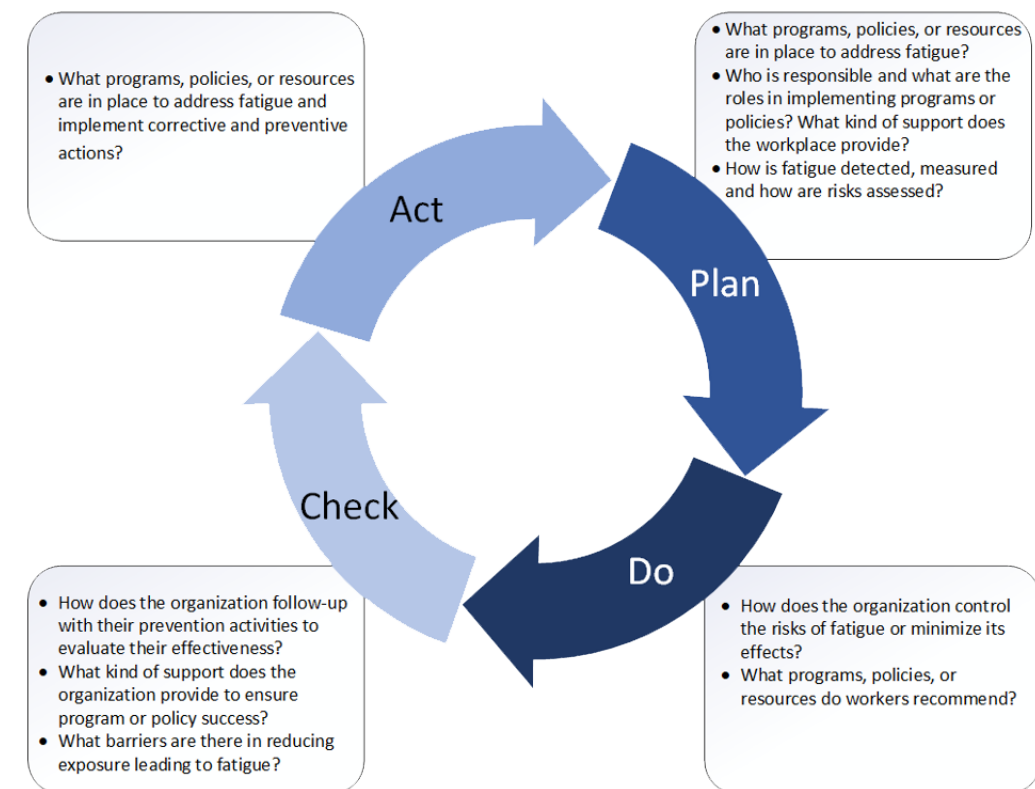 • What programs, policies, or resources
are in place to address fatigue and
implement corrective and preventive
actions?
• What programs, policies, or resources
are in place to address fatigue?
• Who is responsible and what are the
roles in implementing programs or
policies? What kind of support does
the workplace provide?
• How is fatigue detected, measured
and how are risks assessed?
Act
Plan
Check
Do
• How does the organization follow-up
with their prevention activities to
evaluate their effectiveness?
• What kind of support does the
organization provide to ensure
program or policy success?
• What barriers are there in reducing
exposure leading to fatigue?
• How does the organization control
the risks of fatigue or minimize its
effects?
• What programs, policies, or
resources do workers recommend?